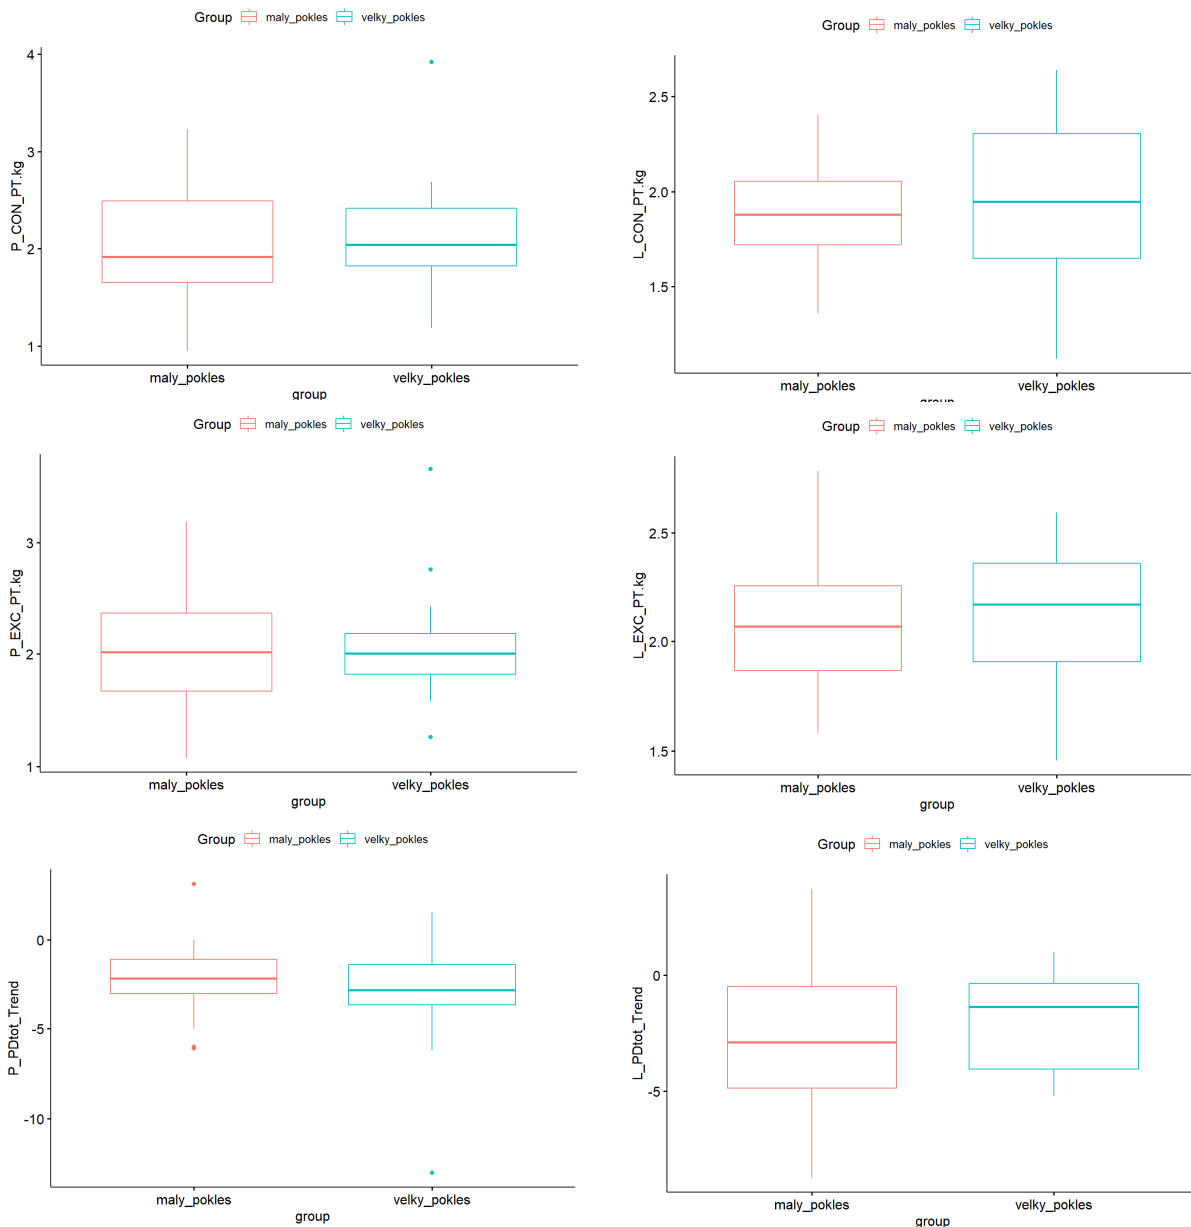 Group maly_pokles velky_pokles
P_CON_PT.kg
4
3
2
1
maly_pokles velky_pokles
group
Group maly_pokles velky_pokles
L_CON_PT.kg
2.5
2.0
1.5
maly_pokles velky_pokles
group
Group maly_pokles velky_pokles
P_EXC_PT.kg
3
2
1
maly_pokles velky_pokles
group
Group maly_pokles velky_pokles
L_EXC_PT.kg
2.5
2.0
1.5
maly_pokles velky_pokles
group
Group maly_pokles velky_pokles
P_PDtot_Trend
0
-5
-10
maly_pokles velky_pokles
group
Group maly_pokles velky_pokles
L_PDtot_Trend
0
-5
maly_pokles velky_pokles
group